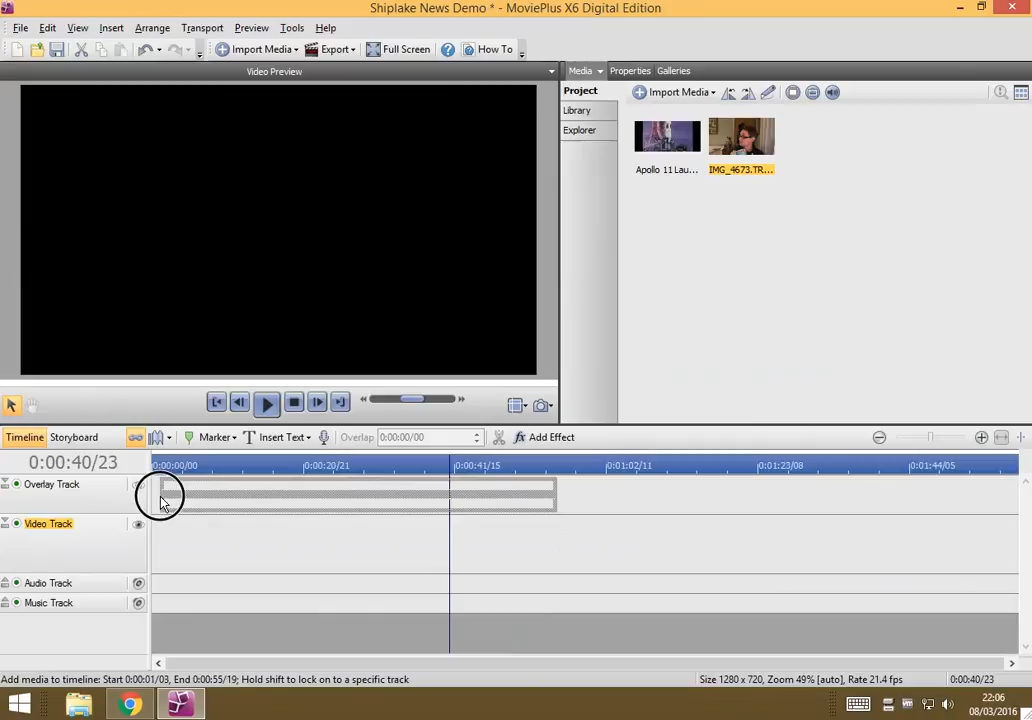 Shiplake News Demo * - MoviePlus X6 Digital Edition
File Edit View Insert Arrange Transport Preview Tools Help
Import Media Export Full Screen ? How To
Video Preview
Media Properties Galleries
Project
Library
Explorer
Import Media
Apollo 11 Lau... IMG_4673.TR...
Timeline Storyboard Marker Insert Text Overlap 0:00:00/00 fx Add Effect
0:00:40/23
0:00:00/00 0:00:20/21 0:00:41/15 0:01:02/11 0:01:23/08 0:01:44/05
Overlay Track
Video Track
Audio Track
Music Track
Add media to timeline: Start 0:00:01/03, End 0:00:55/19; Hold shift to lock on to a specific track Size 1280 x 720, Zoom 49% [auto], Rate 21.4 fps 0:00:40/23
22:06
08/03/2016